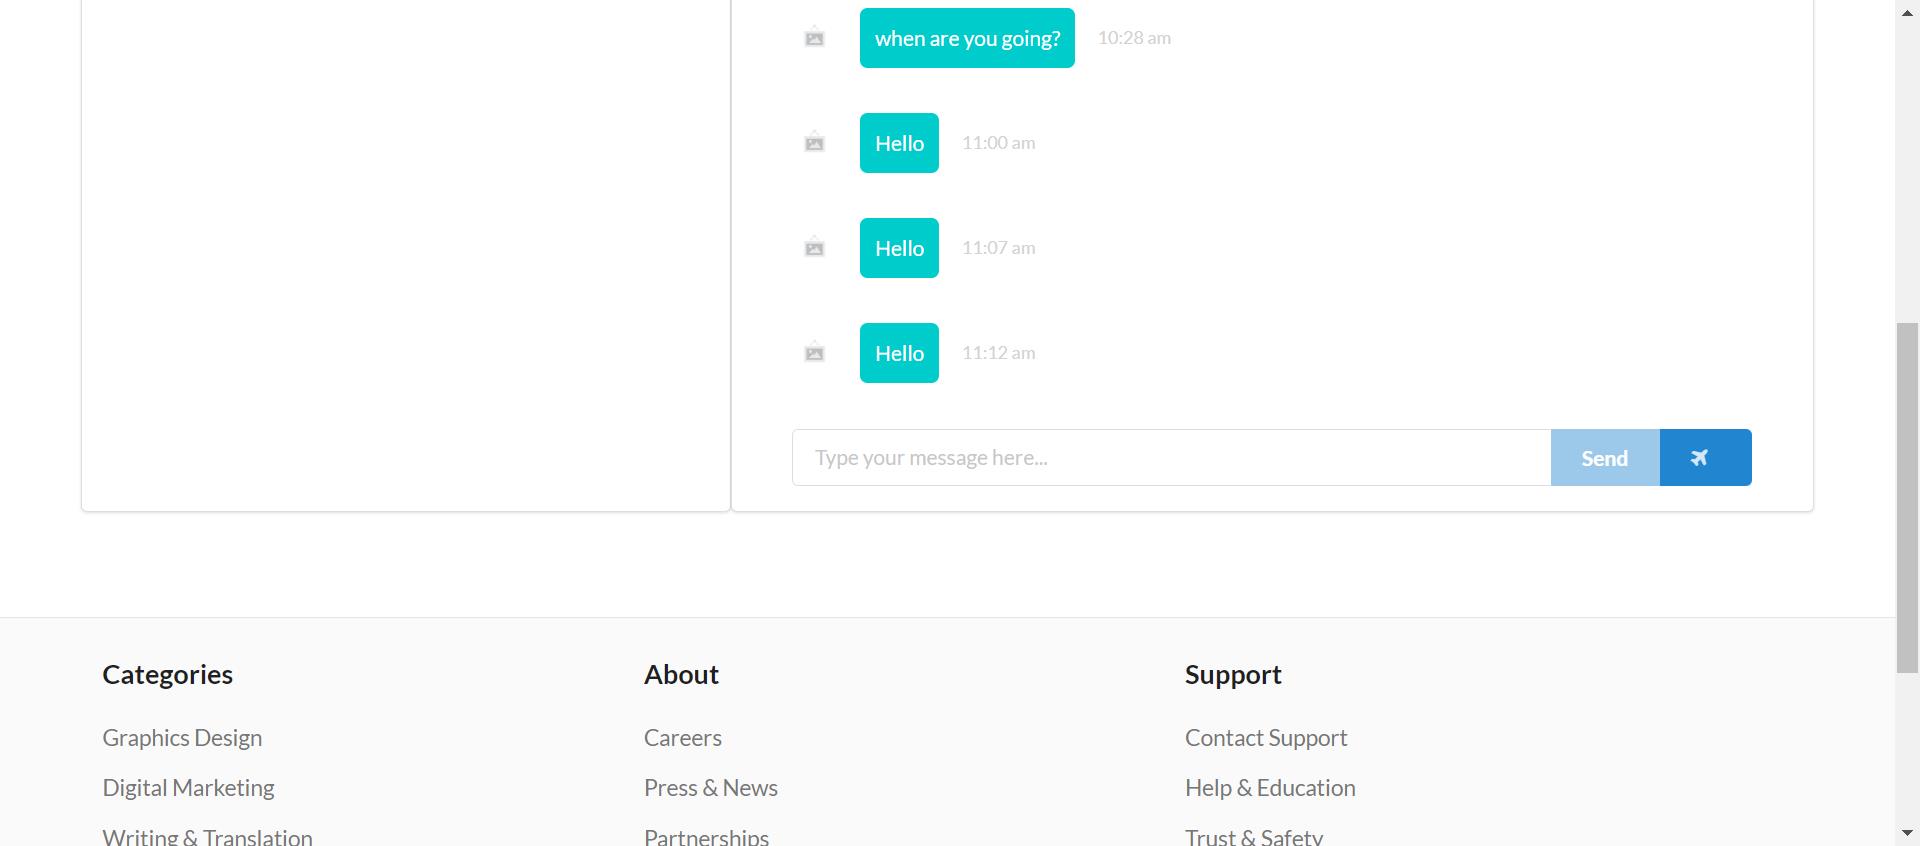 when are you going? 10:28 am
Hello 11:00 am
Hello 11:07 am
Hello 11:12 am
Type your message here... Send
Categories About Support
Graphics Design Careers Contact Support
Digital Marketing Press & News Help & Education
Writing & Translation Partnerships Trust & Safety